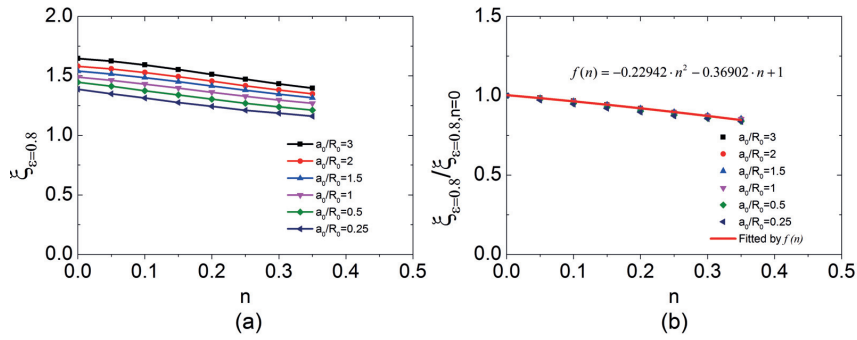 2.0
1.5
1.0
0.5
0.0
ξε=0.8
a0/R0=3
a0/R0=2
a0/R0=1.5
a0/R0=1
a0/R0=0.5
a0/R0=0.25
0.0 0.1 0.2 0.3 0.4 0.5
n
(a)
1.5
1.0
0.5
0.0
ξε=0.8/ξε=0.8,n=0
f(n) = −0.22942·n² − 0.36902·n+1
a0/R0=3
a0/R0=2
a0/R0=1.5
a0/R0=1
a0/R0=0.5
a0/R0=0.25
Fitted by f(n)
0.0 0.1 0.2 0.3 0.4 0.5
n
(b)